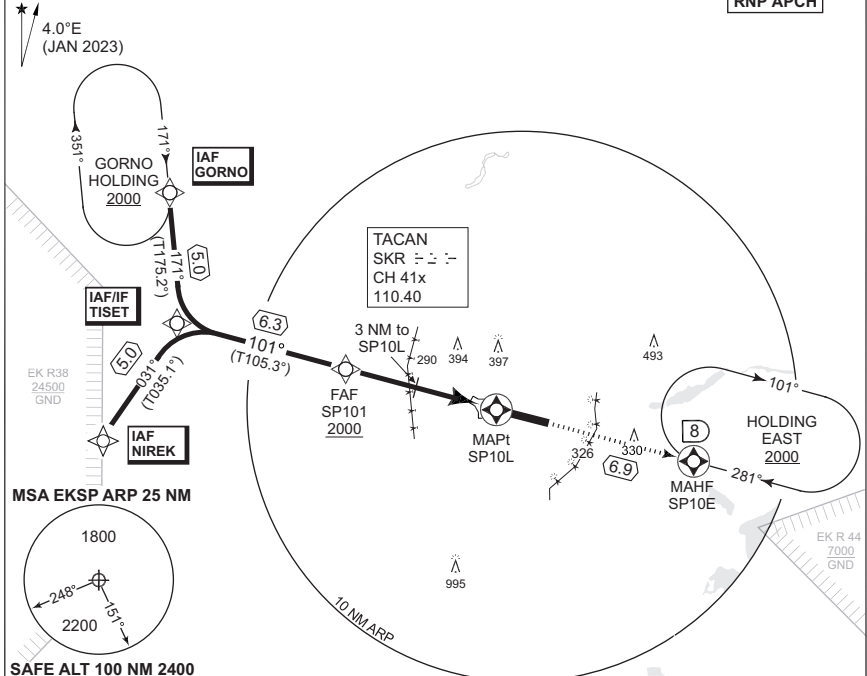 RNP APCH
4.0°E
(JAN 2023)
351°
171°
GORNO
HOLDING
2000
IAF
GORNO
171°
(T175.2°)
5.0
IAF/IF
TISET
TACAN
SKR
CH 41x
110.40
6.3
101°
(T105.3°)
3 NM to
SP10L
290
394
397
493
5.0
031°
(T035.1°)
EK R38
24500
GND
FAF
SP101
2000
101°
HOLDING
EAST
2000
281°
IAF
NIREK
MAPt
SP10L
326
330
6.9
8
MAHF
SP10E
MSA EKSP ARP 25 NM
1800
248°
151°
2200
995
10 NM ARP
EK R 44
7000
GND
SAFE ALT 100 NM 2400